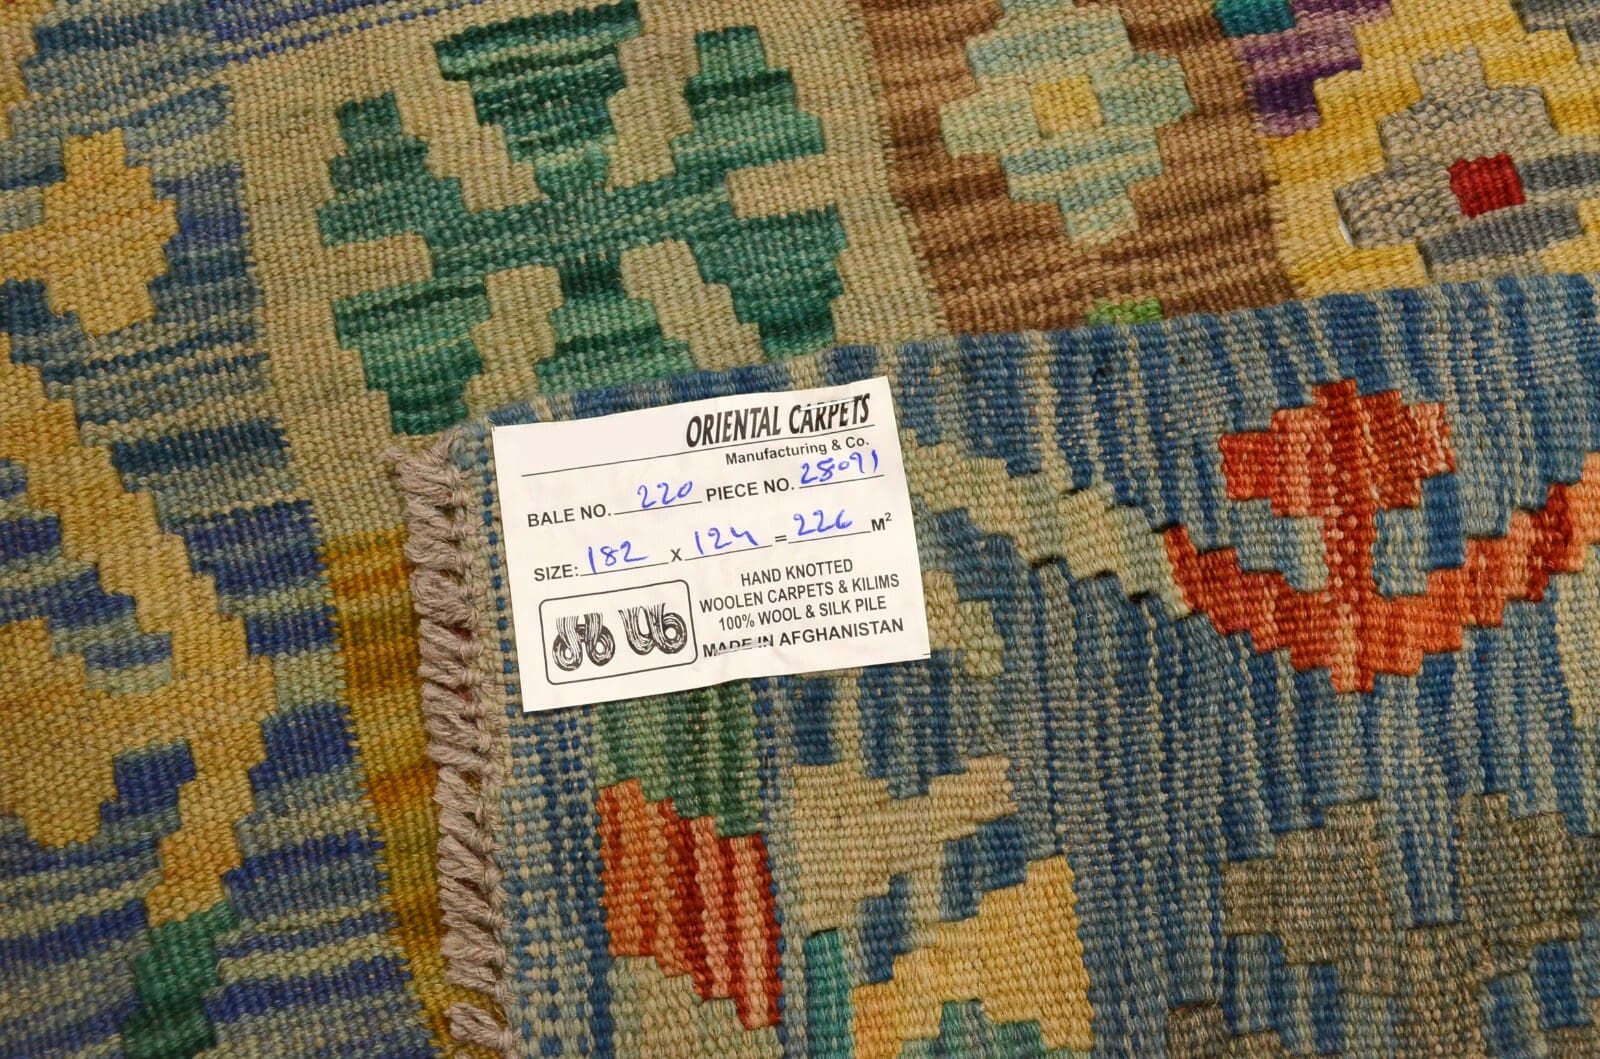 ORIENTAL CARPETS
Manufacturing & Co.
BALE NO. 220 PIECE NO. 25091
SIZE: 182 x 124 = 226 M²
HAND KNOTTED
WOOLEN CARPETS & KILIMS
100% WOOL & SILK PILE
MADE IN AFGHANISTAN